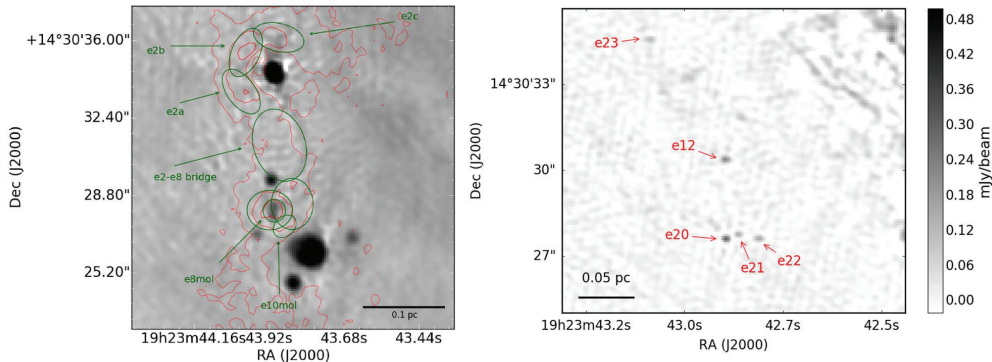 e2c
+14°30'36.00"
e2b
32.40"
e2a
e2-e8 bridge
28.80"
25.20"
e8mol
e10mol
0.1 pc
Dec (J2000)
19h23m44.16s43.92s
43.68s
43.44s
RA (J2000)
e23
14°30'33"
e12
30"
e20
e21
e22
27"
0.05 pc
Dec (J2000)
19h23m43.2s
43.0s
42.7s
42.5s
RA (J2000)
0.48
0.42
0.36
0.30
0.24
0.18
0.12
0.06
0.00
mJy/beam